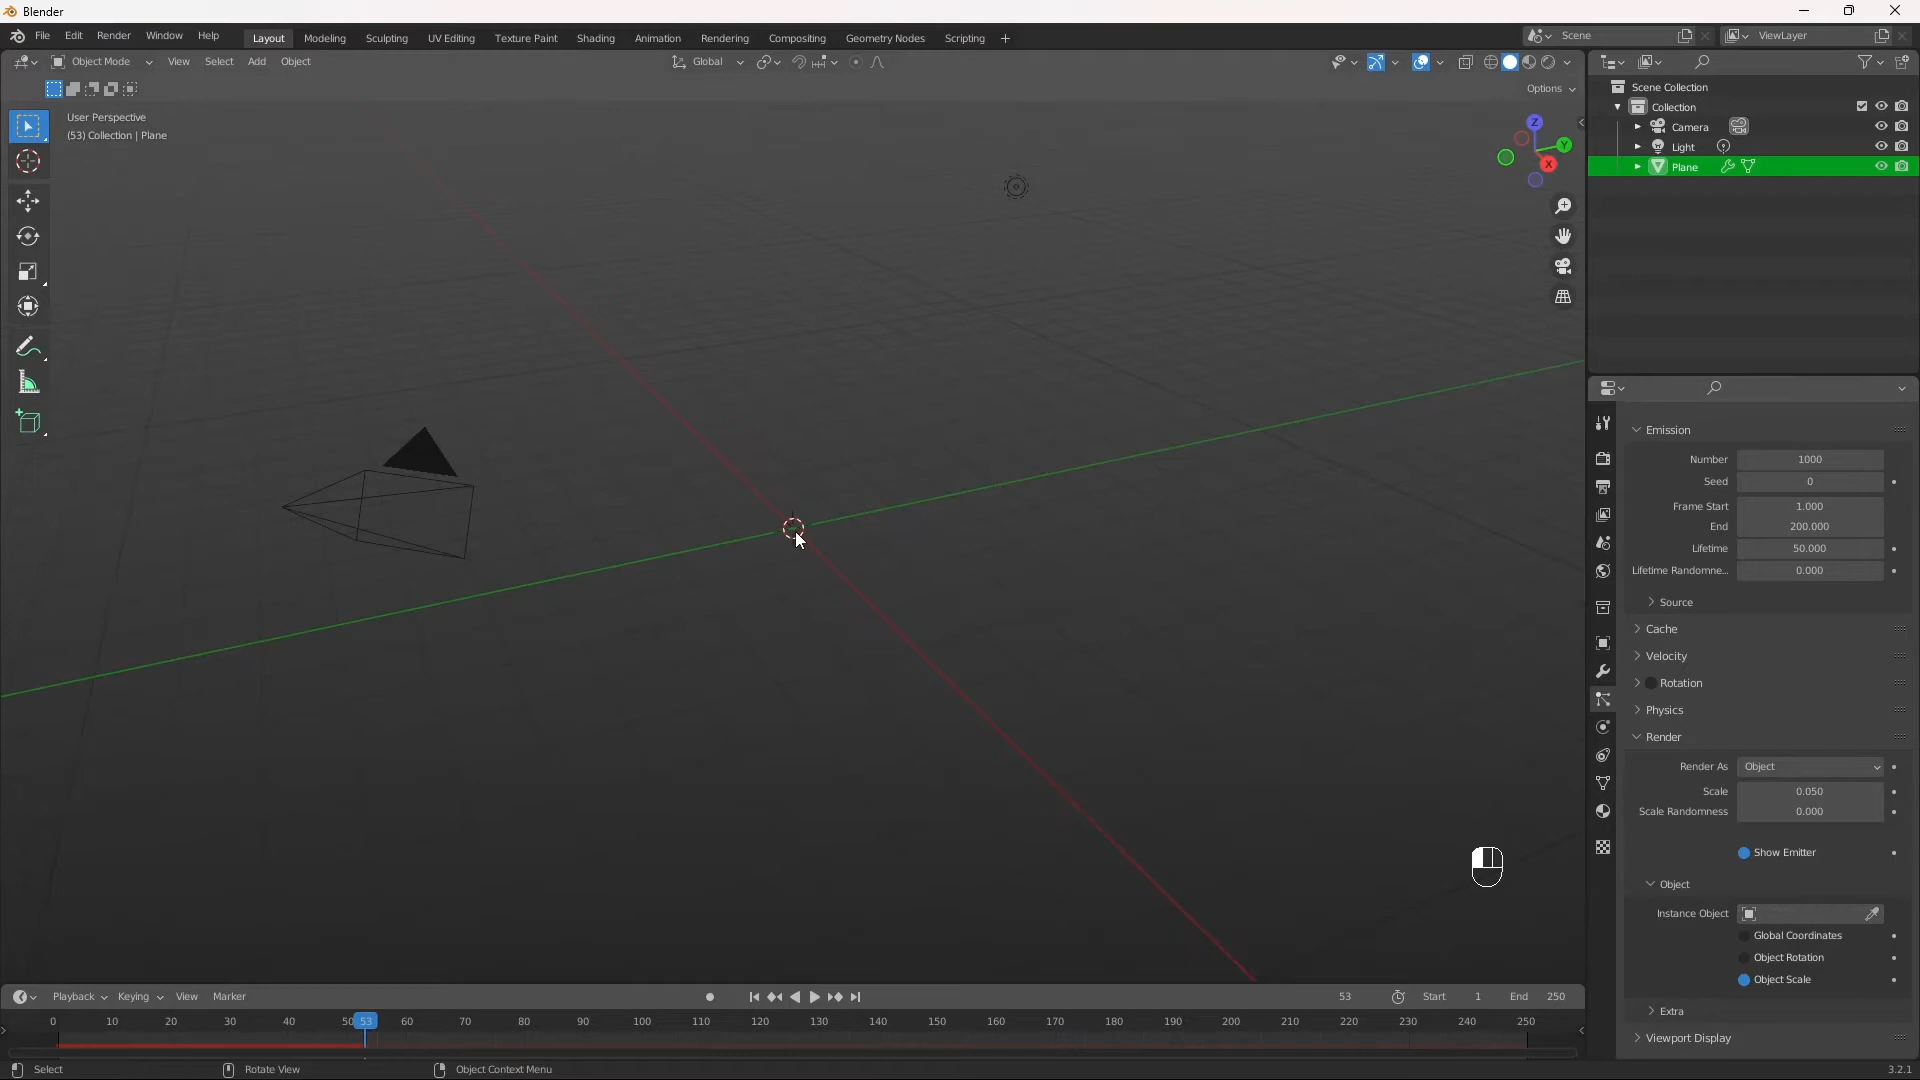 Blender
File Edit Render Window Help Layout Modeling Sculpting UV Editing Texture Paint Shading Animation Rendering Compositing Geometry Nodes Scripting + Scene ViewLayer
Object Mode View Select Add Object Global
Options
User Perspective
(53) Collection | Plane
Z
Y
X
Scene Collection
Collection
Camera
Light
Plane
Emission
Number 1000
Seed 0
Frame Start 1.000
End 200.000
Lifetime 50.000
Lifetime Randomne... 0.000
Source
Cache
Velocity
Rotation
Physics
Render
Render As Object
Scale 0.050
Scale Randomness 0.000
Show Emitter
Object
Instance Object
Global Coordinates
Object Rotation
Object Scale
Extra
Viewport Display
Playback Keying View Marker 53 Start 1 End 250
0 10 20 30 40 50 53 60 70 80 90 100 110 120 130 140 150 160 170 180 190 200 210 220 230 240 250
Select Rotate View Object Context Menu 3.2.1